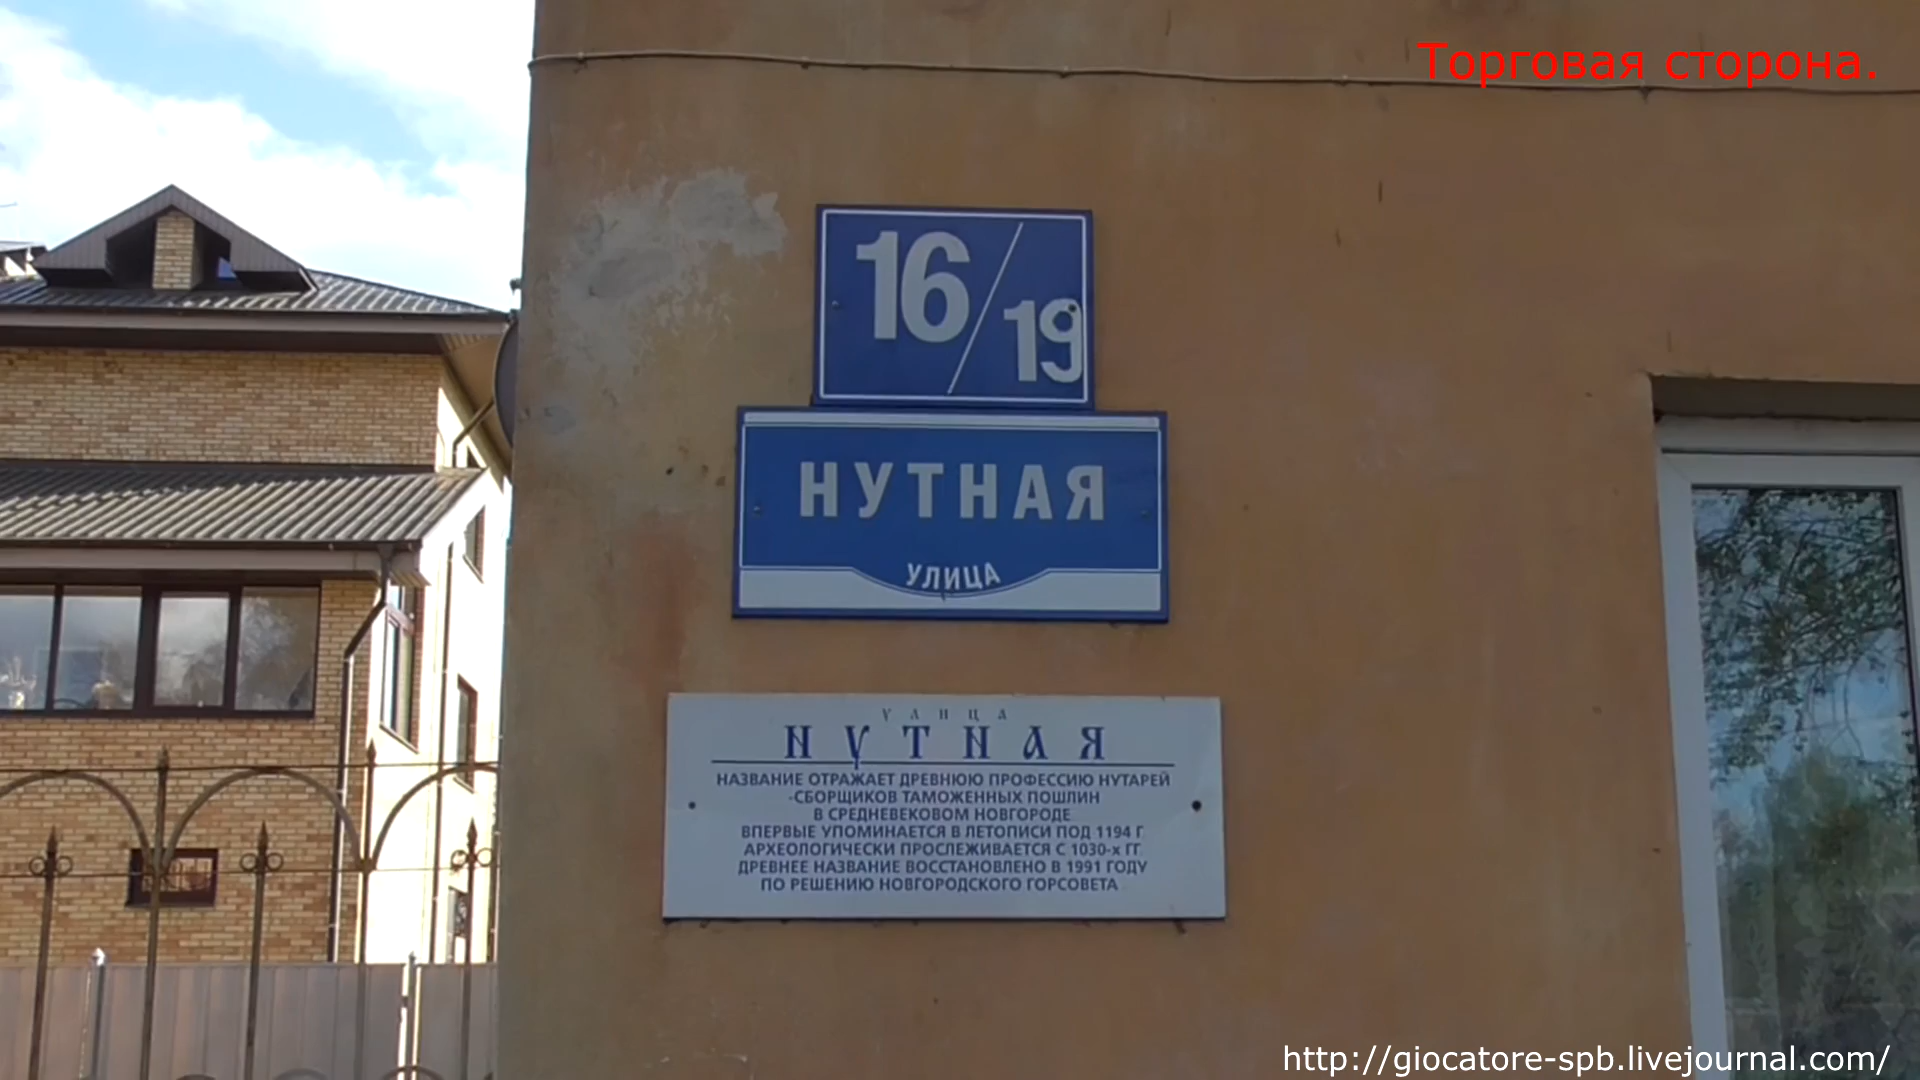 Торговая сторона.
16/19
НУТНАЯ
УЛИЦА
УЛИЦА
НУТНАЯ
НАЗВАНИЕ ОТРАЖАЕТ ДРЕВНЮЮ ПРОФЕССИЮ НУТАРЕЙ
-СБОРЩИКОВ ТАМОЖЕННЫХ ПОШЛИН
В СРЕДНЕВЕКОВОМ НОВГОРОДЕ
ВПЕРВЫЕ УПОМИНАЕТСЯ В ЛЕТОПИСИ ПОД 1194 Г.
АРХЕОЛОГИЧЕСКИ ПРОСЛЕЖИВАЕТСЯ С 1030-х ГГ.
ДРЕВНЕЕ НАЗВАНИЕ ВОССТАНОВЛЕНО В 1991 ГОДУ
ПО РЕШЕНИЮ НОВГОРОДСКОГО ГОРСОВЕТА
http://giocatore-spb.livejournal.com/